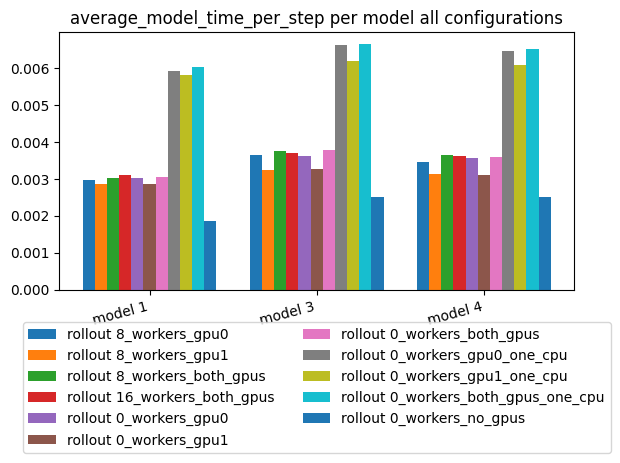 average_model_time_per_step per model all configurations
0.006
0.005
0.004
0.003
0.002
0.001
0.000
model 1
model 3
model 4
rollout 8_workers_gpu0
rollout 8_workers_gpu1
rollout 8_workers_both_gpus
rollout 16_workers_both_gpus
rollout 0_workers_gpu0
rollout 0_workers_gpu1
rollout 0_workers_both_gpus
rollout 0_workers_gpu0_one_cpu
rollout 0_workers_gpu1_one_cpu
rollout 0_workers_both_gpus_one_cpu
rollout 0_workers_no_gpus